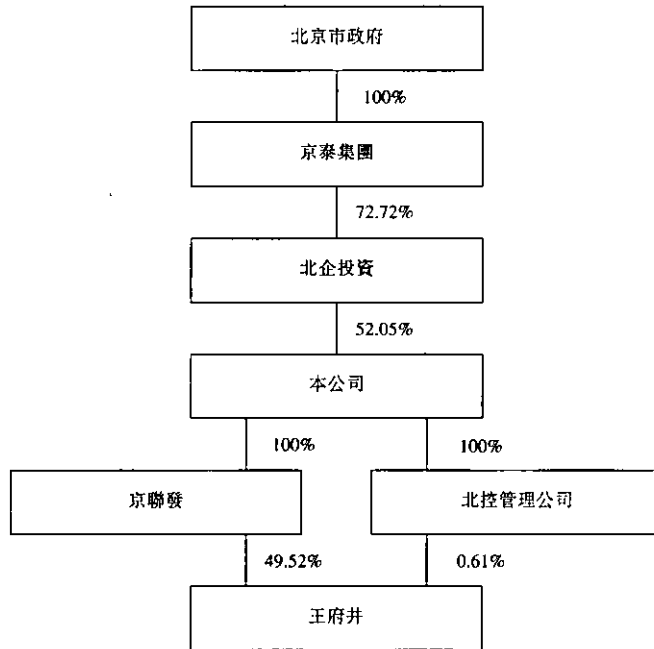 北京市政府
100%
京泰集團
72.72%
北企投資
52.05%
本公司
100% 100%
京聯發 北控管理公司
49.52% 0.61%
王府井